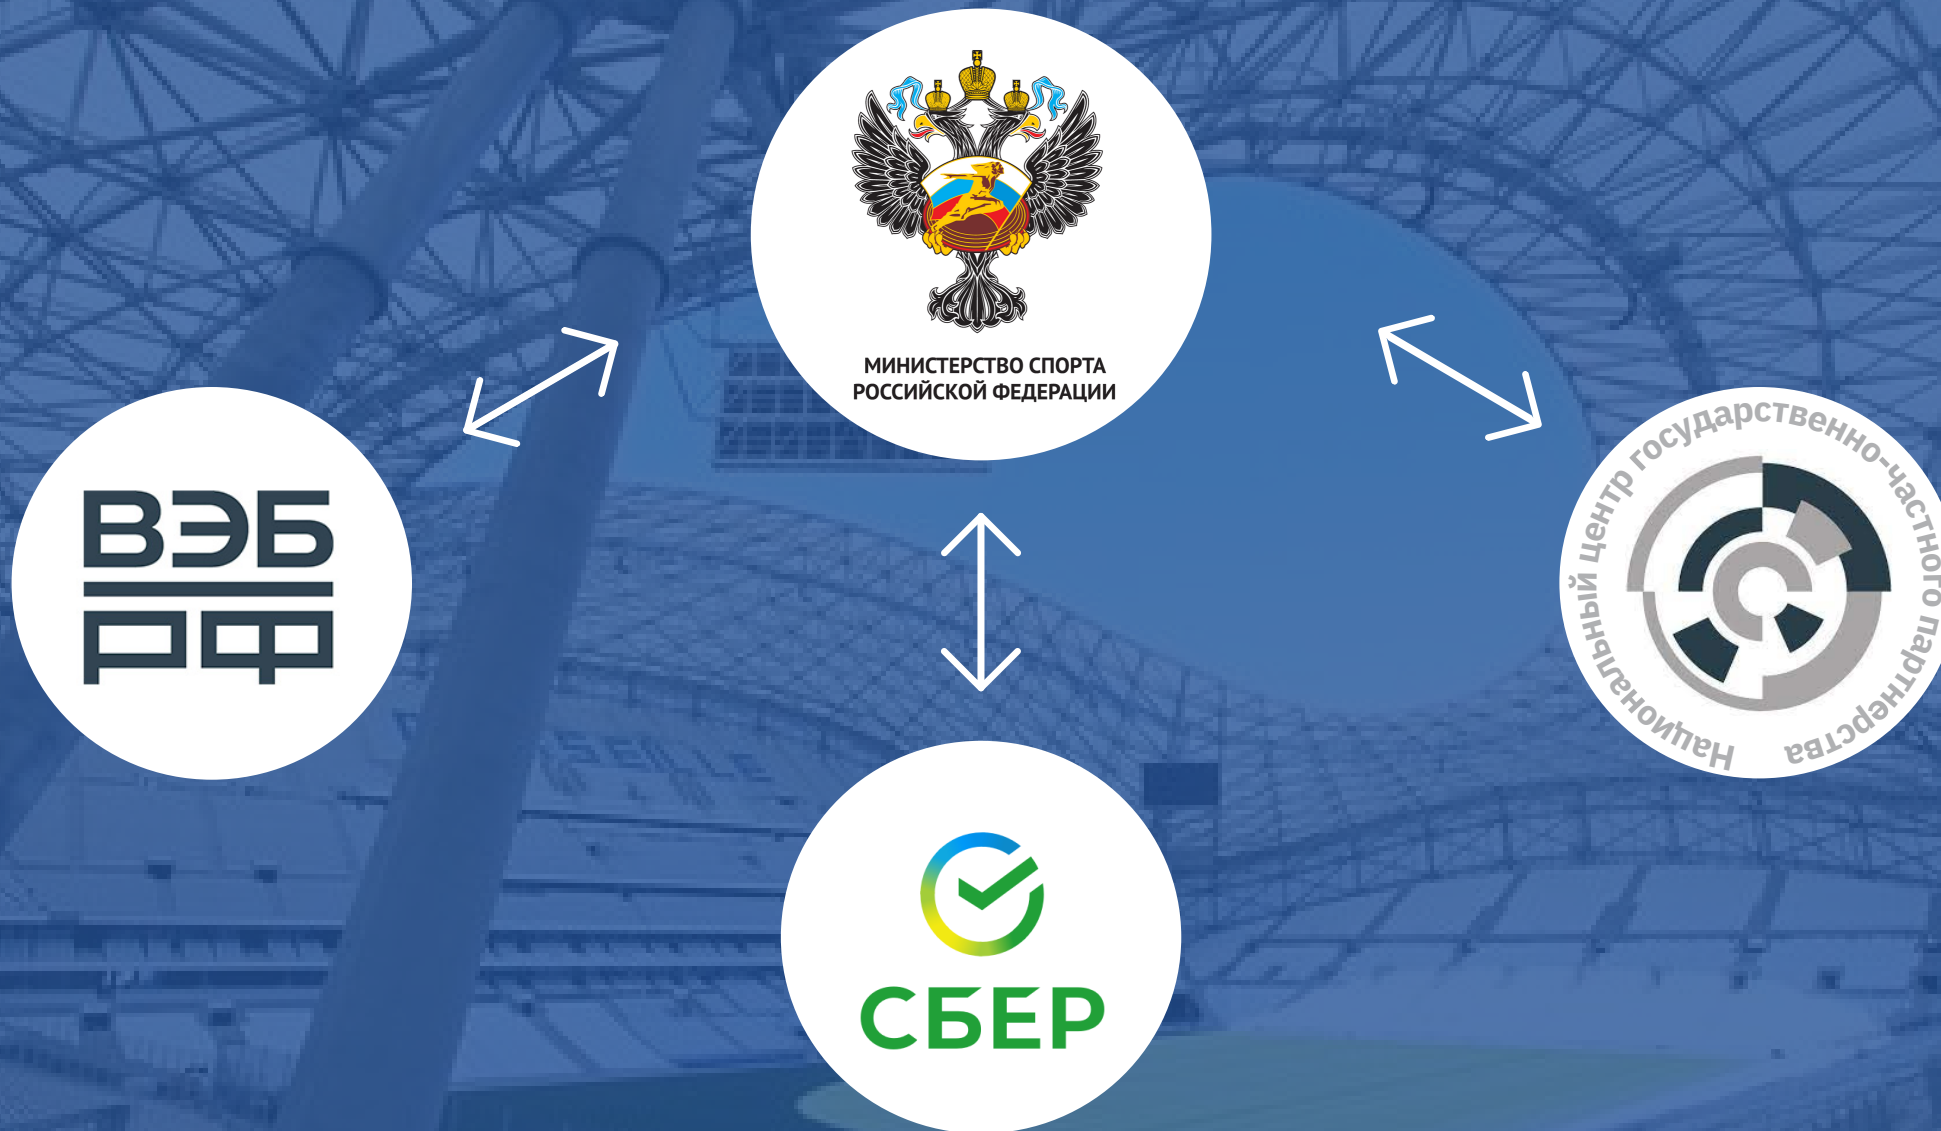 МИНИСТЕРСТВО СПОРТА
РОССИЙСКОЙ ФЕДЕРАЦИИ
ВЭБ
РФ
Национальный центр государственно-частного партнерства
СБЕР